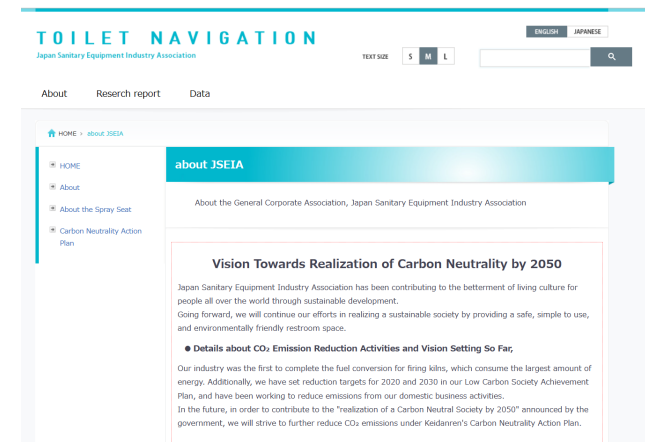 TOILET NAVIGATION
Japan Sanitary Equipment Industry Association
ENGLISH JAPANESE
TEXT SIZE S M L
About Reserch report Data
HOME > about JSEIA
HOME
About
About the Spray Seat
Carbon Neutrality Action
Plan
about JSEIA
About the General Corporate Association, Japan Sanitary Equipment Industry Association
Vision Towards Realization of Carbon Neutrality by 2050
Japan Sanitary Equipment Industry Association has been contributing to the betterment of living culture for
people all over the world through sustainable development.
Going forward, we will continue our efforts in realizing a sustainable society by providing a safe, simple to use,
and environmentally friendly restroom space.
● Details about CO₂ Emission Reduction Activities and Vision Setting So Far,
Our industry was the first to complete the fuel conversion for firing kilns, which consume the largest amount of
energy. Additionally, we have set reduction targets for 2020 and 2030 in our Low Carbon Society Achievement
Plan, and have been working to reduce emissions from our domestic business activities.
In the future, in order to contribute to the "realization of a Carbon Neutral Society by 2050" announced by the
government, we will strive to further reduce CO₂ emissions under Keidanren's Carbon Neutrality Action Plan.